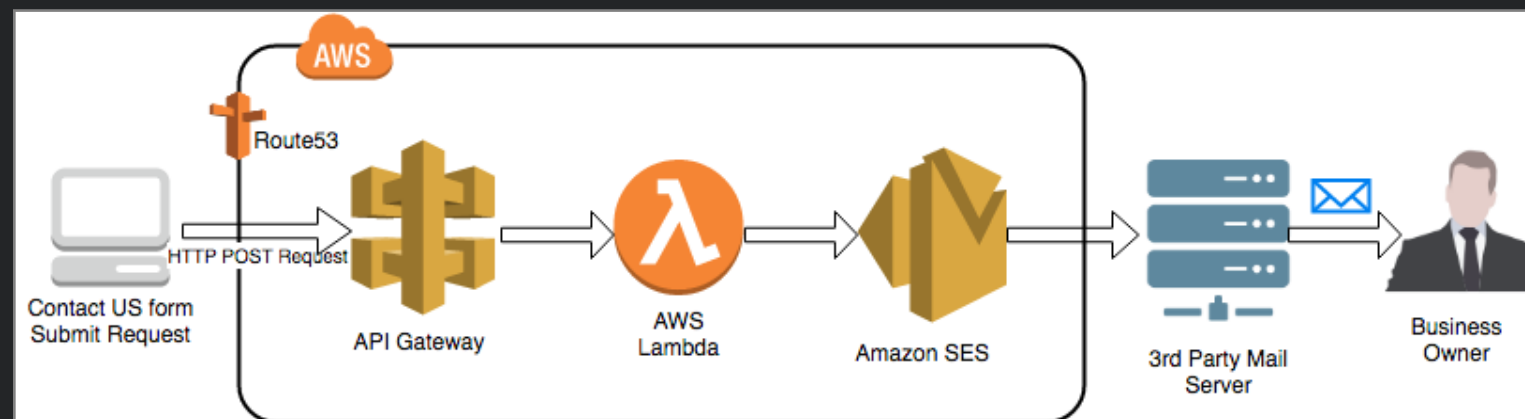 AWS
Route53
HTTP POST Request
Contact US form
Submit Request
API Gateway
AWS
Lambda
Amazon SES
3rd Party Mail
Server
Business
Owner